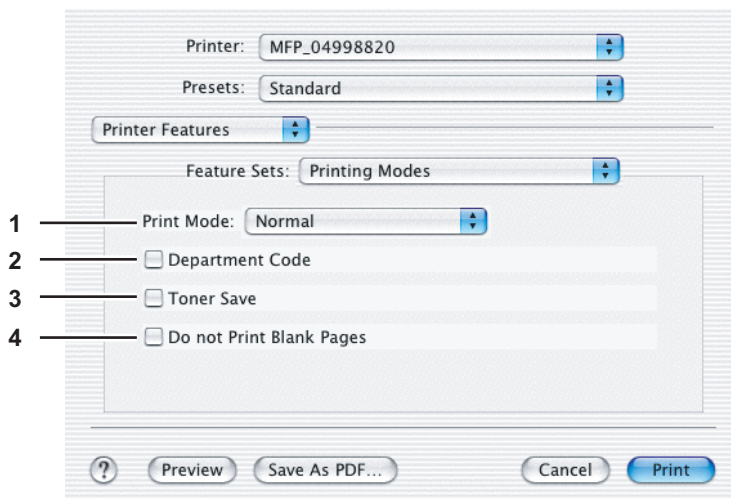 Printer: MFP_04998820
Presets: Standard
Printer Features
Feature Sets: Printing Modes
1 Print Mode: Normal
2 Department Code
3 Toner Save
4 Do not Print Blank Pages
? Preview Save As PDF... Cancel Print